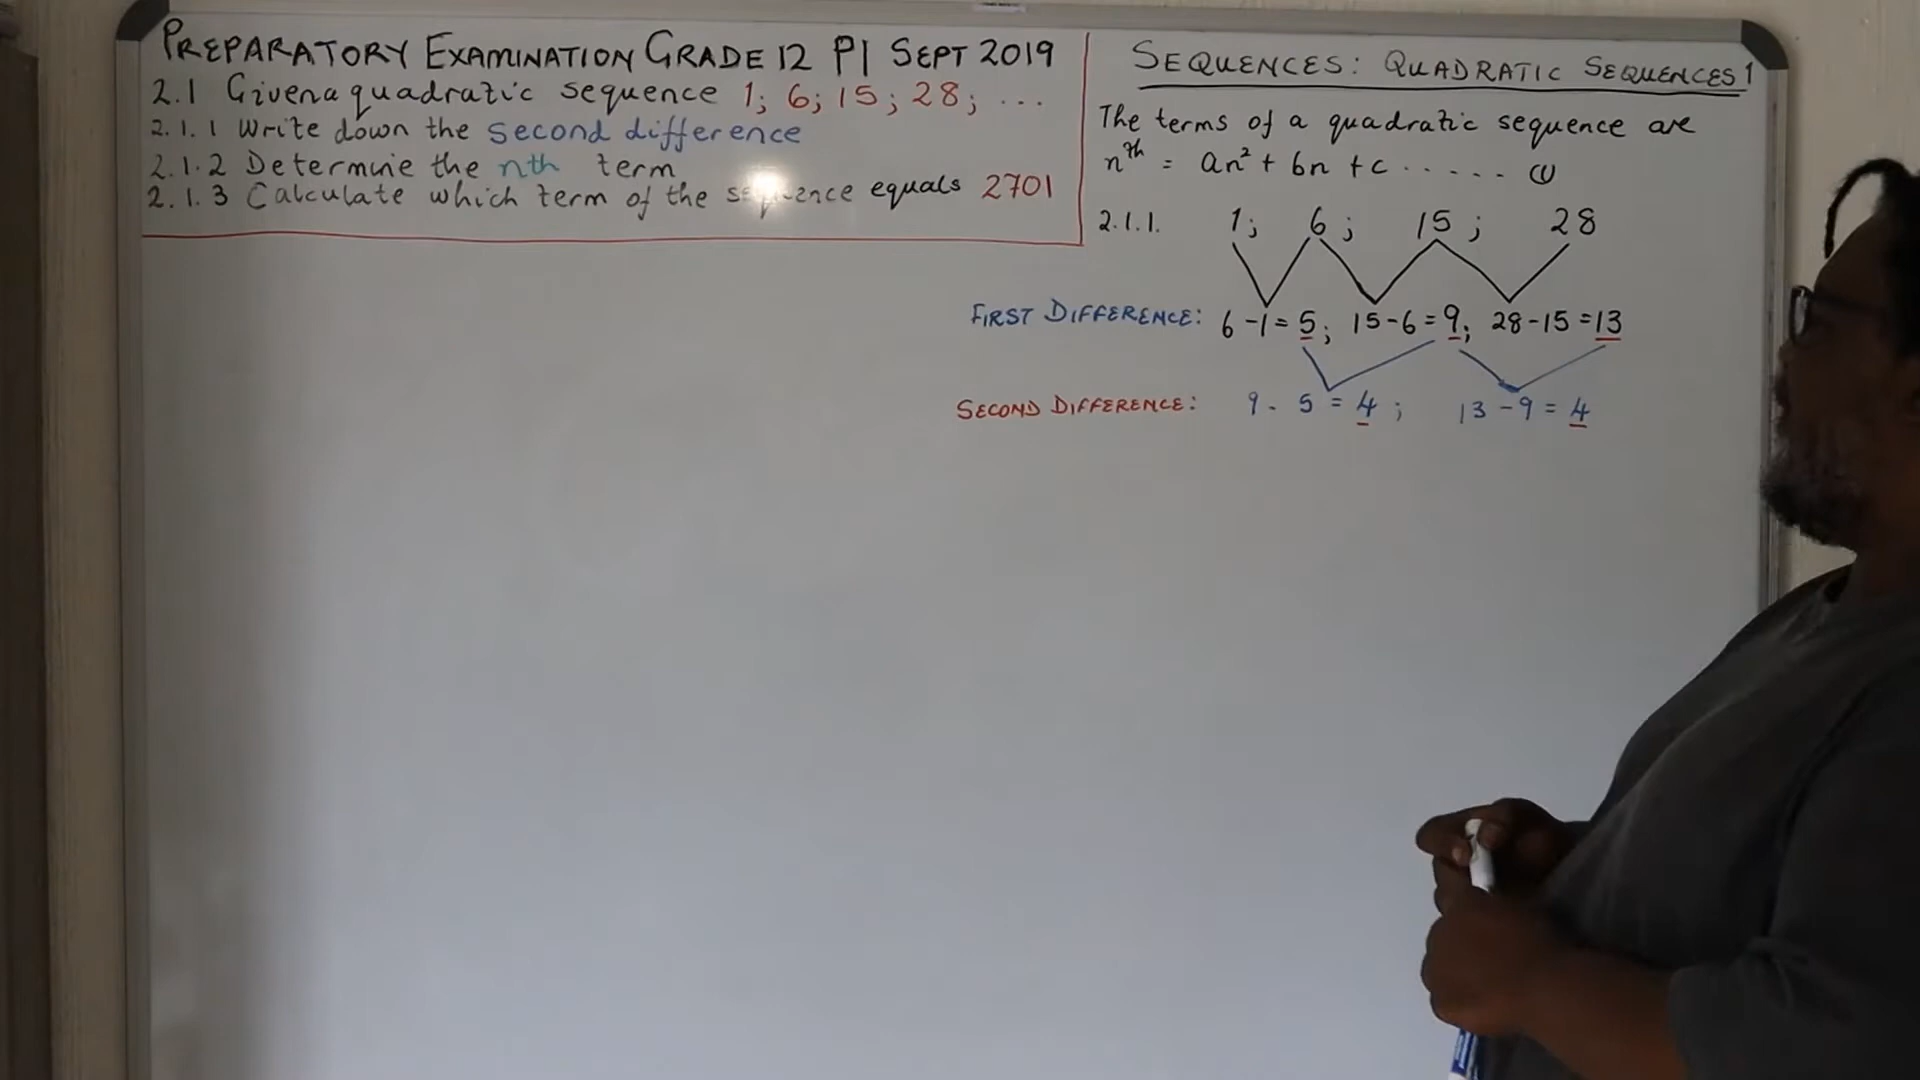 PREPARATORY EXAMINATION GRADE 12 P1 SEPT 2019
2.1 Given a quadratic sequence 1; 6; 15; 28; ...
2.1.1 Write down the second difference
2.1.2 Determine the nth term
2.1.3 Calculate which term of the sequence equals 2701
SEQUENCES: QUADRATIC SEQUENCES 1
The terms of a quadratic sequence are
nᵗʰ = an² + bn + c ..... (1)
2.1.1. 1; 6; 15; 28
FIRST DIFFERENCE: 6 - 1 = 5; 15 - 6 = 9; 28 - 15 = 13
SECOND DIFFERENCE: 9 - 5 = 4; 13 - 9 = 4